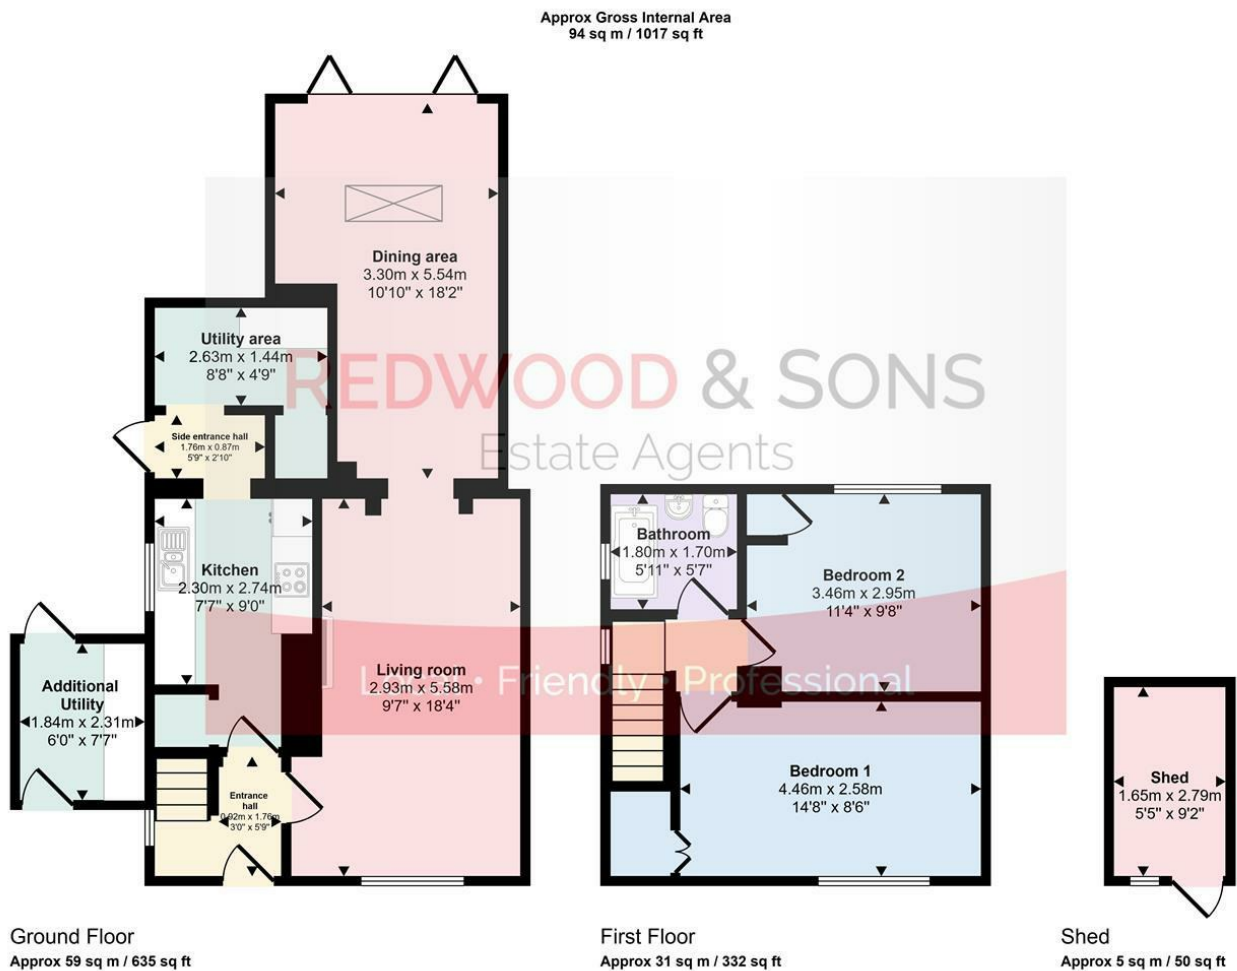 Approx Gross Internal Area
94 sq m / 1017 sq ft
Dining area
3.30m x 5.54m
10'10" x 18'2"
Utility area
2.63m x 1.44m
8'8" x 4'9"
REDWOOD & SONS
Estate Agents
Side entrance hall
1.76m x 0.87m
5'9" x 2'10"
Kitchen
2.30m x 2.74m
7'7" x 9'0"
Bathroom
1.80m x 1.70m
5'11" x 5'7"
Bedroom 2
3.46m x 2.95m
11'4" x 9'8"
Living room
2.93m x 5.58m
9'7" x 18'4"
Local • Friendly • Professional
Additional
Utility
1.84m x 2.31m
6'0" x 7'7"
Entrance
hall
0.92m x 1.76m
3'0" x 5'9"
Bedroom 1
4.46m x 2.58m
14'8" x 8'6"
Shed
1.65m x 2.79m
5'5" x 9'2"
Ground Floor
Approx 59 sq m / 635 sq ft
First Floor
Approx 31 sq m / 332 sq ft
Shed
Approx 5 sq m / 50 sq ft